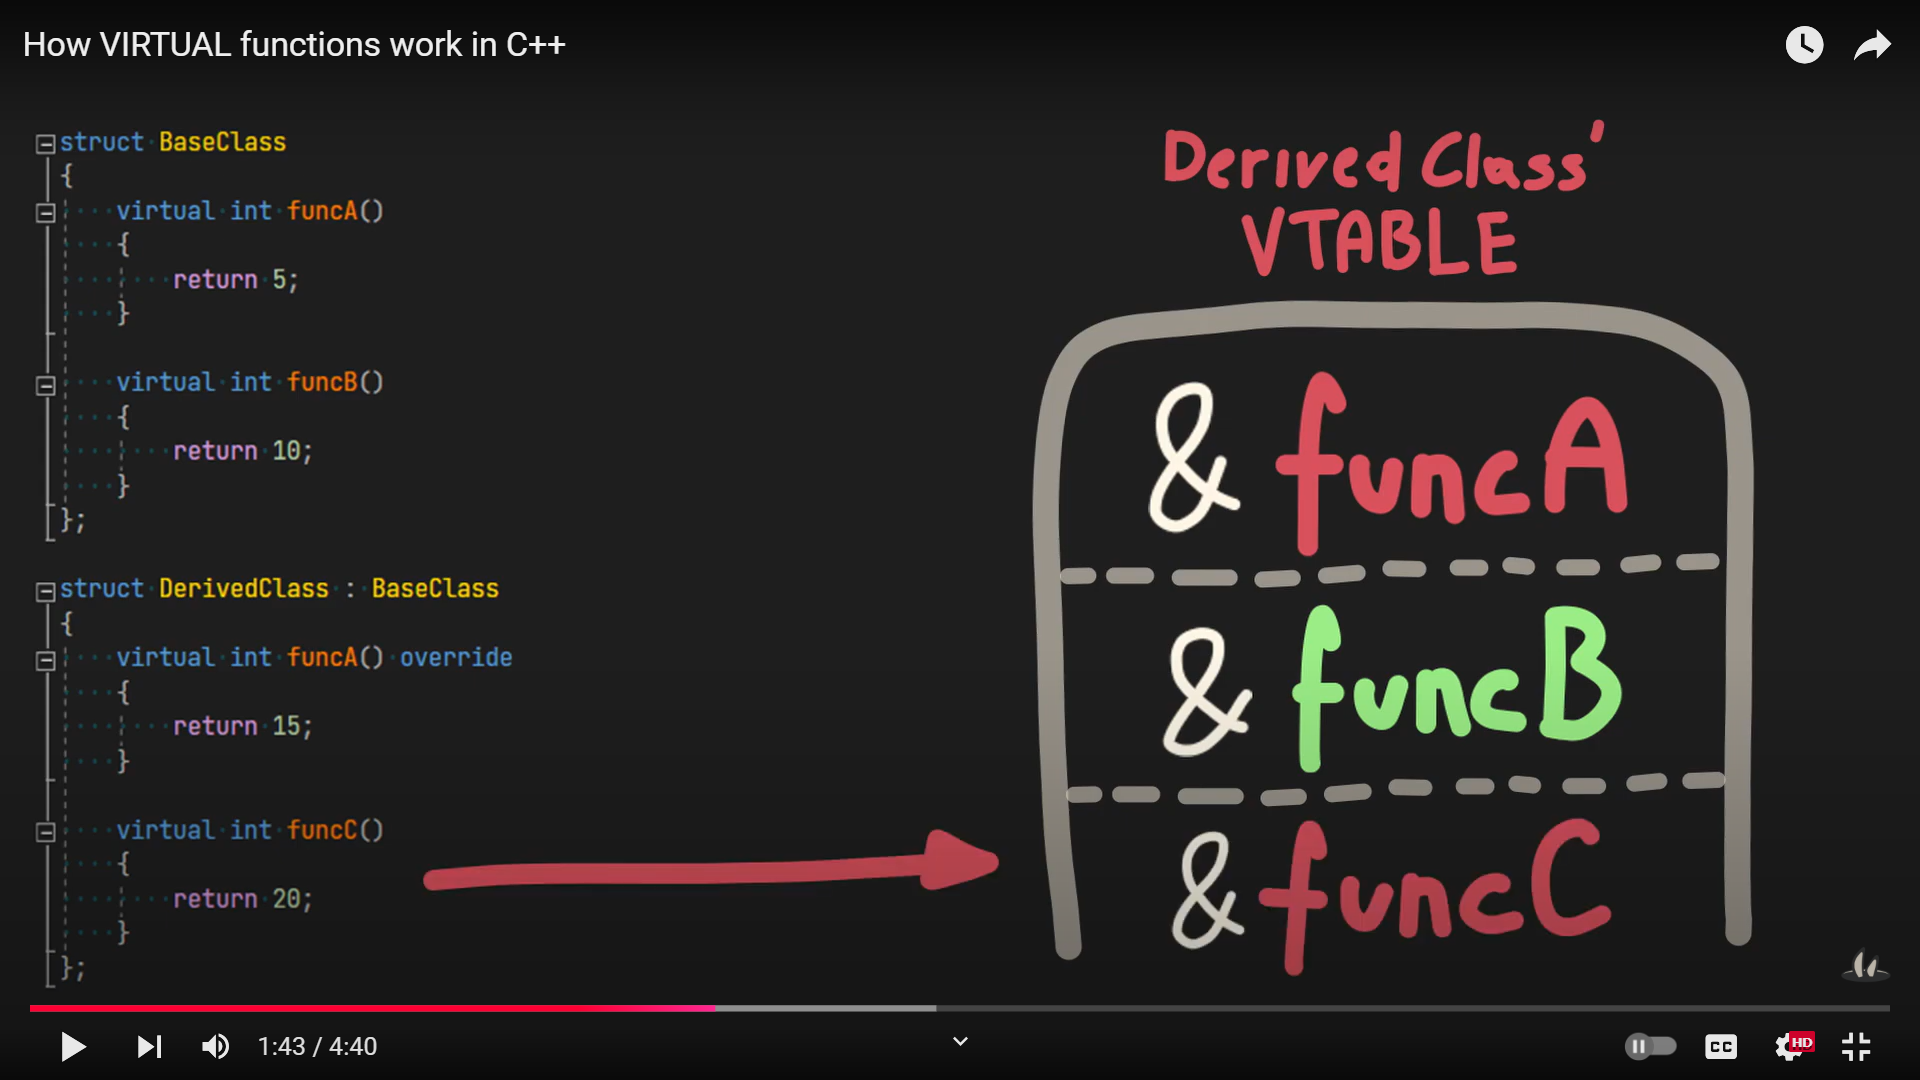 How VIRTUAL functions work in C++
struct BaseClass
{
virtual int funcA()
{
return 5;
}
virtual int funcB()
{
return 10;
}
};
struct DerivedClass : BaseClass
{
virtual int funcA() override
{
return 15;
}
virtual int funcC()
{
return 20;
}
};
Derived Class'
VTABLE
& funcA
& funcB
& funcC
1:43 / 4:40
CC
HD